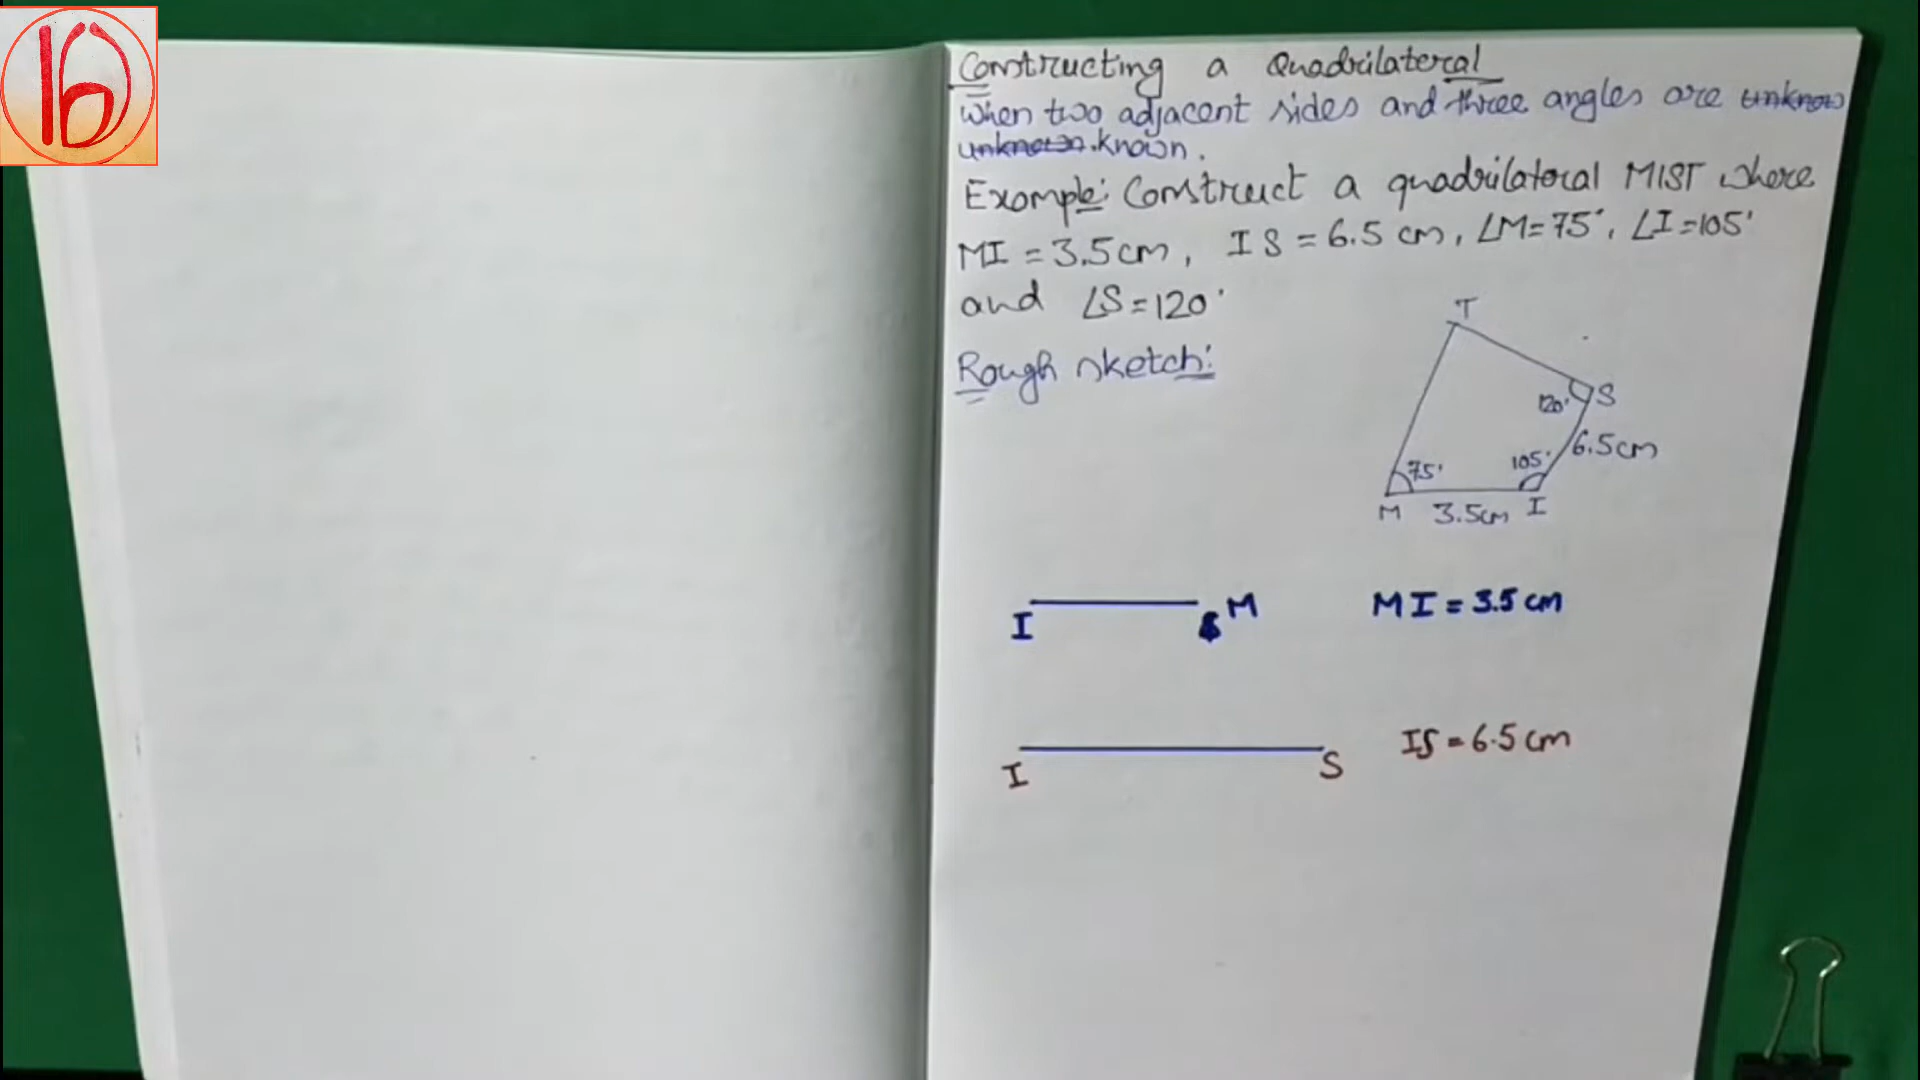 Constructing a Quadrilateral
When two adjacent sides and three angles are unknow
unknown.known.
Example: Construct a quadrilateral MIST where
MI = 3.5cm, IS = 6.5 cm, ∠M=75°, ∠I=105°
and ∠S=120°
Rough sketch:
T
120° S
6.5cm
75° 105°
M 3.5cm I
I M MI = 3.5 cm
I S IS = 6.5 cm